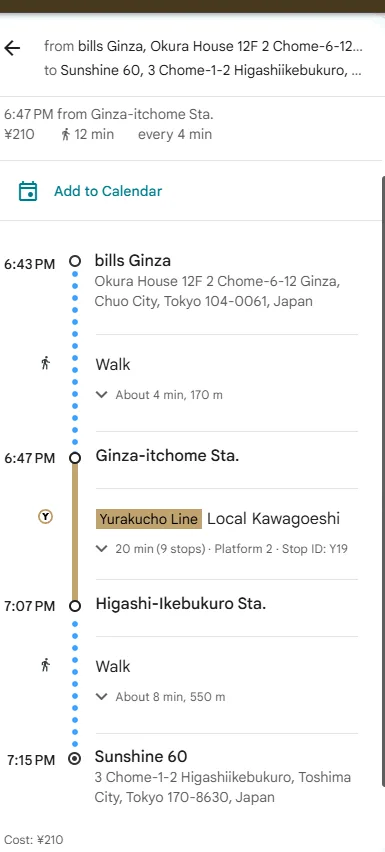 from bills Ginza, Okura House 12F 2 Chome-6-12...
to Sunshine 60, 3 Chome-1-2 Higashiikebukuro, ...
6:47 PM from Ginza-itchome Sta.
¥210 12 min every 4 min
Add to Calendar
6:43 PM bills Ginza
Okura House 12F 2 Chome-6-12 Ginza,
Chuo City, Tokyo 104-0061, Japan
Walk
About 4 min, 170 m
6:47 PM Ginza-itchome Sta.
Y Yurakucho Line Local Kawagoeshi
20 min (9 stops) · Platform 2 · Stop ID: Y19
7:07 PM Higashi-Ikebukuro Sta.
Walk
About 8 min, 550 m
7:15 PM Sunshine 60
3 Chome-1-2 Higashiikebukuro, Toshima
City, Tokyo 170-8630, Japan
Cost: ¥210